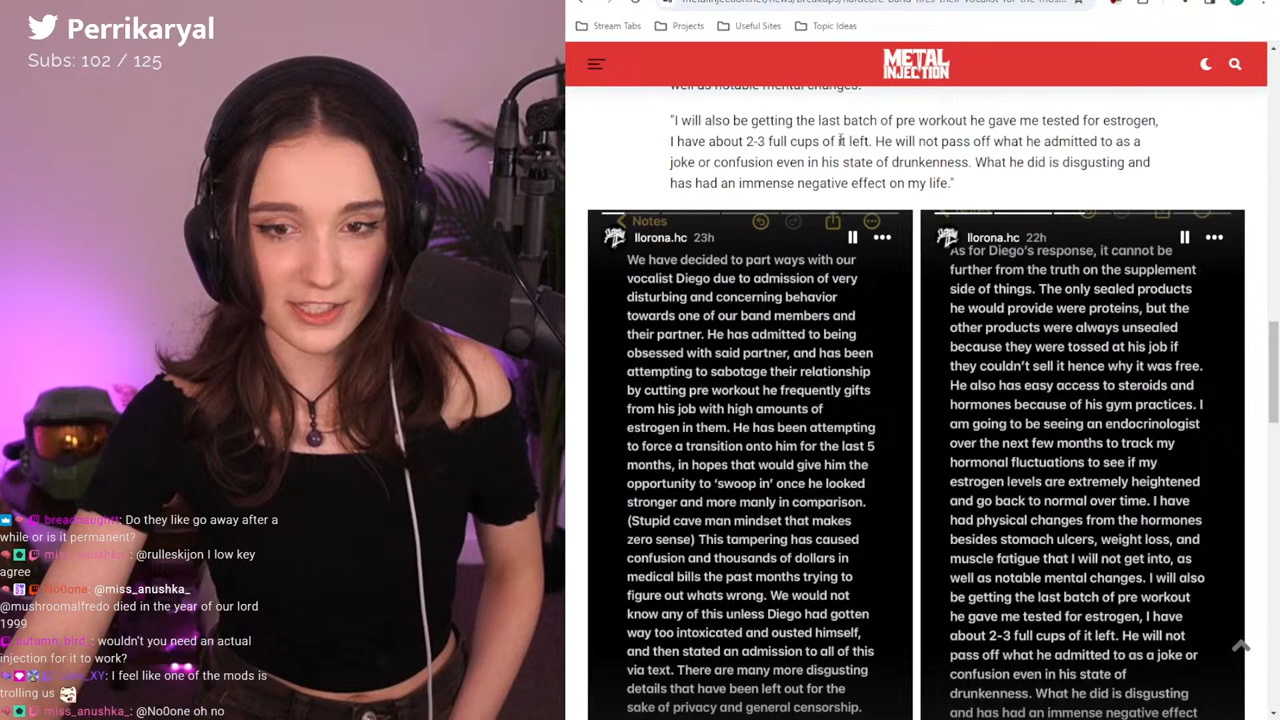 Perrikaryal
Subs: 102 / 125
Stream Tabs
Projects
Useful Sites
Topic Ideas
METAL
INJECTION
well as notable mental changes.
"I will also be getting the last batch of pre workout he gave me tested for estrogen,
I have about 2-3 full cups of it left. He will not pass off what he admitted to as a
joke or confusion even in his state of drunkenness. What he did is disgusting and
has had an immense negative effect on my life."
Notes
llorona.hc 23h
We have decided to part ways with our
vocalist Diego due to admission of very
disturbing and concerning behavior
towards one of our band members and
their partner. He has admitted to being
obsessed with said partner, and has been
attempting to sabotage their relationship
by cutting pre workout he frequently gifts
from his job with high amounts of
estrogen in them. He has been attempting
to force a transition onto him for the last 5
months, in hopes that would give him the
opportunity to ‘swoop in’ once he looked
stronger and more manly in comparison.
(Stupid cave man mindset that makes
zero sense) This tampering has caused
confusion and thousands of dollars in
medical bills the past months trying to
figure out whats wrong. We would not
know any of this unless Diego had gotten
way too intoxicated and ousted himself,
and then stated an admission to all of this
via text. There are many more disgusting
details that have been left out for the
sake of privacy and general censorship.
llorona.hc 22h
As for Diego's response, it cannot be
further from the truth on the supplement
side of things. The only sealed products
he would provide were proteins, but the
other products were always unsealed
because they were tossed at his job if
they couldn't sell it hence why it was free.
He also has easy access to steroids and
hormones because of his gym practices. I
am going to be seeing an endocrinologist
over the next few months to track my
hormonal fluctuations to see if my
estrogen levels are extremely heightened
and go back to normal over time. I have
had physical changes from the hormones
besides stomach ulcers, weight loss, and
muscle fatigue that I will not get into, as
well as notable mental changes. I will also
be getting the last batch of pre workout
he gave me tested for estrogen, I have
about 2-3 full cups of it left. He will not
pass off what he admitted to as a joke or
confusion even in his state of
drunkenness. What he did is disgusting
and has had an immense negative effect
breadnaughtt: Do they like go away after a
while or is it permanent?
miss_anushka_: @rulleskijon I low key
agree
No0one: @miss_anushka_
@mushroomalfredo died in the year of our lord
1999
autumn_bird_: wouldn't you need an actual
injection for it to work?
_XY: I feel like one of the mods is
trolling us
miss_anushka_: @No0one oh no